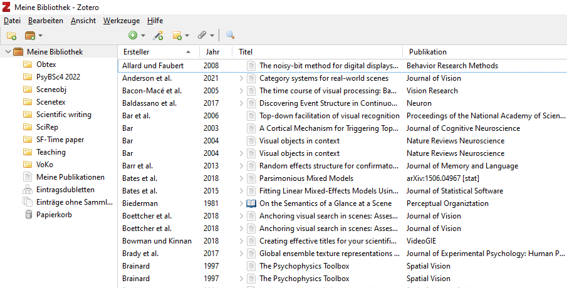 Meine Bibliothek - Zotero
Datei Bearbeiten Ansicht Werkzeuge Hilfe
Meine Bibliothek
Obtex
PsyBSc4 2022
Sceneobj
Scenetex
Scientific writing
SciRep
SF-Time paper
Teaching
VoKo
Meine Publikationen
Eintragsdubletten
Einträge ohne Samml...
Papierkorb
Ersteller Jahr Titel Publikation
Allard und Faubert 2008 The noisy-bit method for digital displays... Behavior Research Methods
Anderson et al. 2021 Category systems for real-world scenes Journal of Vision
Bacon-Macé et al. 2005 The time course of visual processing: Ba... Vision Research
Baldassano et al. 2017 Discovering Event Structure in Continuo... Neuron
Bar et al. 2006 Top-down facilitation of visual recognition Proceedings of the National Academy of Scien...
Bar 2003 A Cortical Mechanism for Triggering Top... Journal of Cognitive Neuroscience
Bar 2004 Visual objects in context Nature Reviews Neuroscience
Bar 2004 Visual objects in context Nature Reviews Neuroscience
Barr et al. 2013 Random effects structure for confirmato... Journal of Memory and Language
Bates et al. 2018 Parsimonious Mixed Models arXiv:1506.04967 [stat]
Bates et al. 2015 Fitting Linear Mixed-Effects Models Usin... Journal of Statistical Software
Biederman 1981 On the Semantics of a Glance at a Scene Perceptual Organiztation
Boettcher et al. 2018 Anchoring visual search in scenes: Asses... Journal of Vision
Boettcher et al. 2018 Anchoring visual search in scenes: Asses... Journal of Vision
Bowman und Kinnan 2018 Creating effective titles for your scientifi... VideoGIE
Brady et al. 2017 Global ensemble texture representations ... Journal of Experimental Psychology: Human P...
Brainard 1997 The Psychophysics Toolbox Spatial Vision
Brainard 1997 The Psychophysics Toolbox Spatial Vision